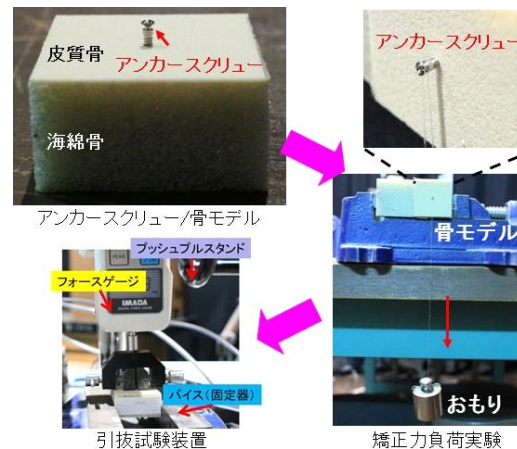 皮質骨
アンカースクリュー
海綿骨
アンカースクリュー/骨モデル
アンカースクリュー
骨モデル
おもり
矯正力負荷実験
プッシュプルスタンド
フォースゲージ
IMADA
バイス(固定器)
引抜試験装置